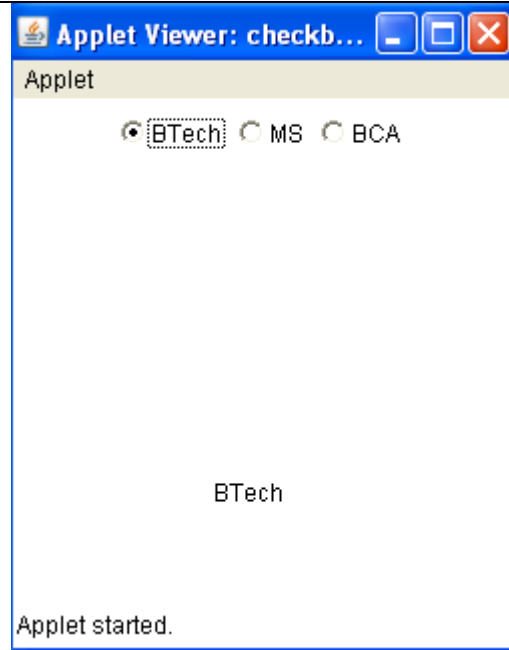 Applet Viewer: checkb...
Applet
BTech MS BCA
BTech
Applet started.